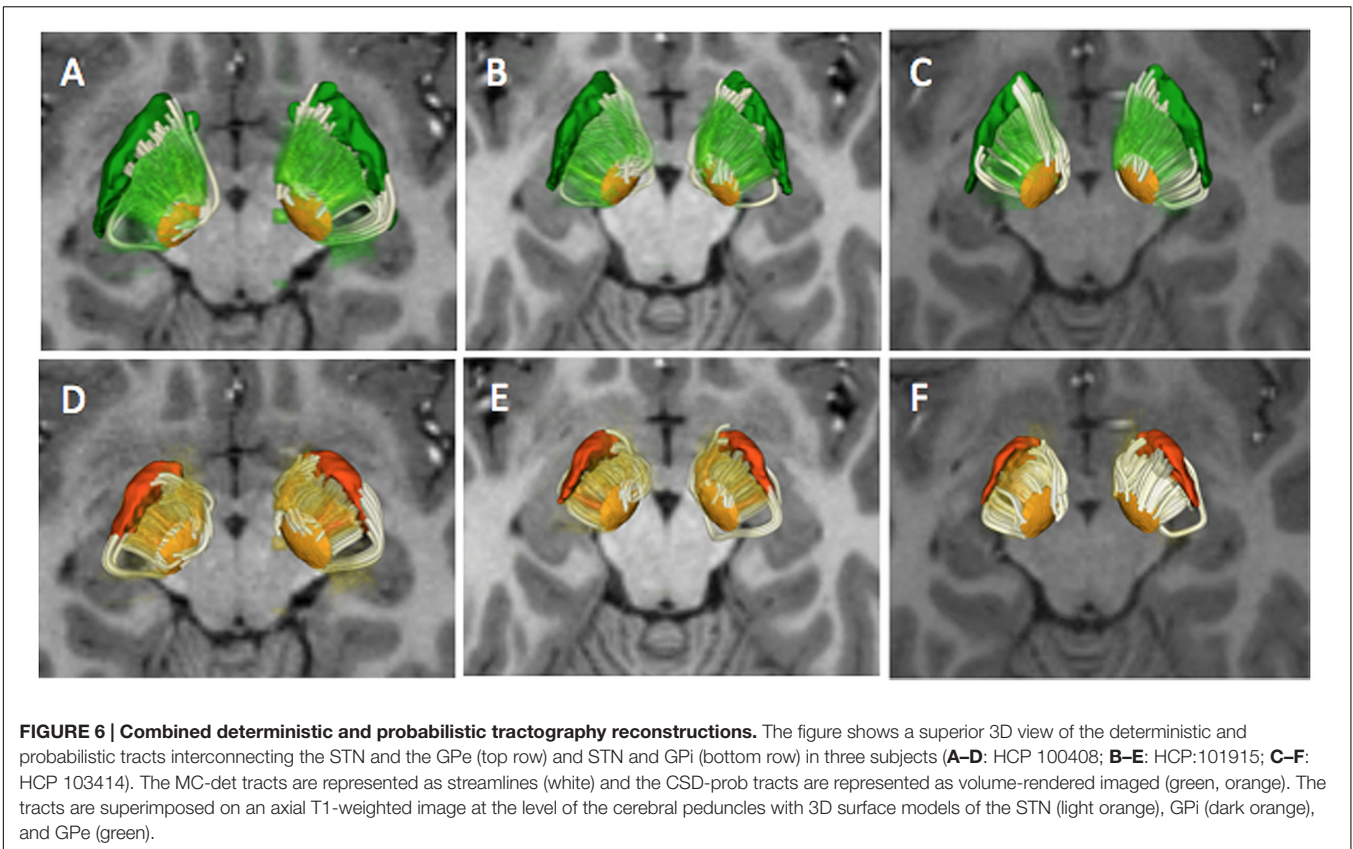 A
B
C
D
E
F
FIGURE 6 | Combined deterministic and probabilistic tractography reconstructions. The figure shows a superior 3D view of the deterministic and
probabilistic tracts interconnecting the STN and the GPe (top row) and STN and GPi (bottom row) in three subjects (A–D: HCP 100408; B–E: HCP:101915; C–F:
HCP 103414). The MC-det tracts are represented as streamlines (white) and the CSD-prob tracts are represented as volume-rendered imaged (green, orange). The
tracts are superimposed on an axial T1-weighted image at the level of the cerebral peduncles with 3D surface models of the STN (light orange), GPi (dark orange),
and GPe (green).